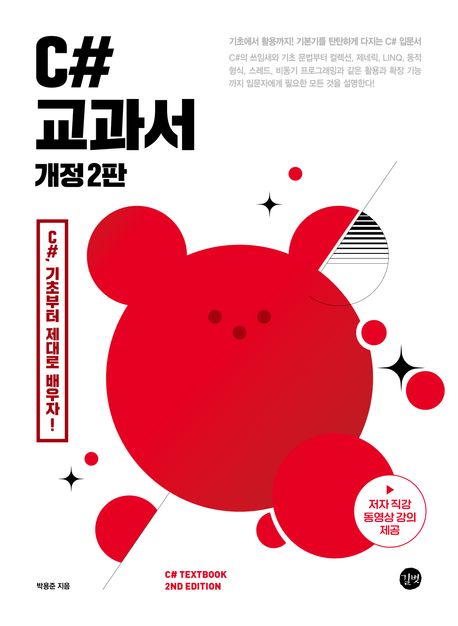 C#
교과서
개정 2판
기초에서 활용까지! 기본기를 탄탄하게 다지는 C# 입문서
C#의 쓰임새와 기초 문법부터 컬렉션, 제네릭, LINQ, 동적
형식, 스레드, 비동기 프로그래밍과 같은 활용과 확장 기능
까지 입문자에게 필요한 모든 것을 설명한다!
C#, 기초부터 제대로 배우자!
저자 직강
동영상 강의
제공
C# TEXTBOOK
2ND EDITION
박용준 지음
길벗